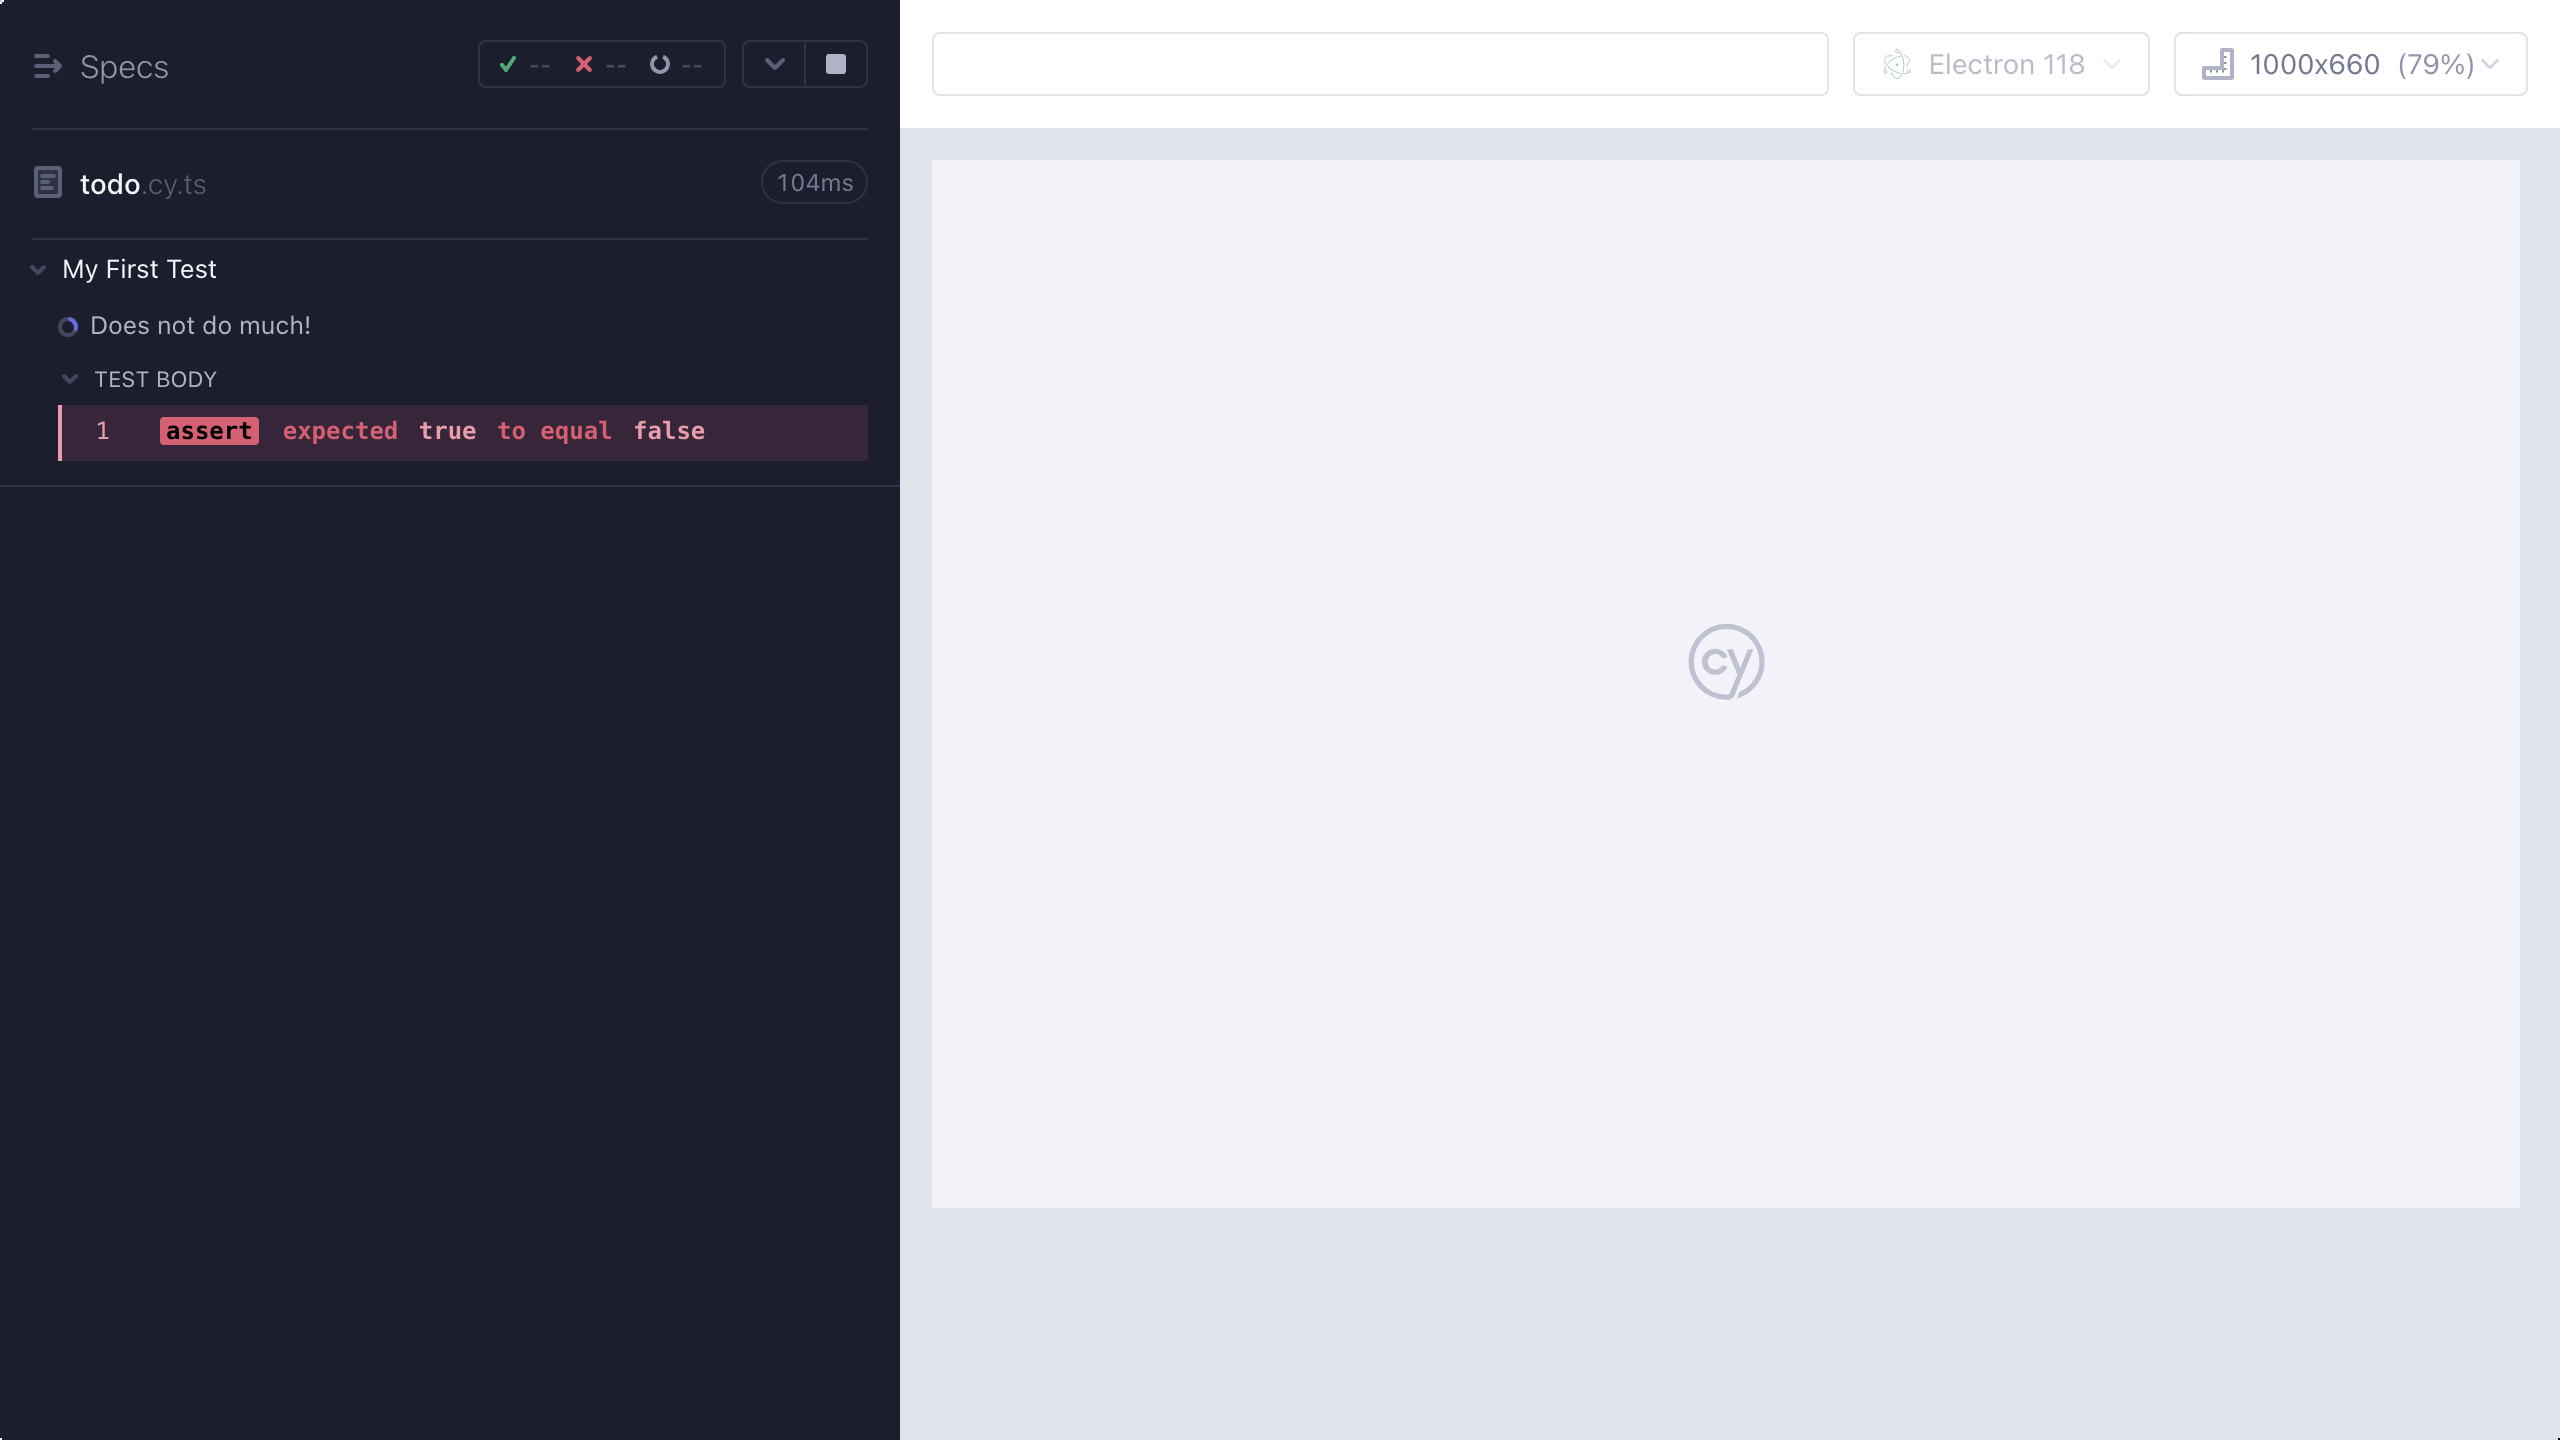 Specs
-- -- --
todo.cy.ts
104ms
My First Test
Does not do much!
TEST BODY
1 assert expected true to equal false
Electron 118
1000x660 (79%)
cy